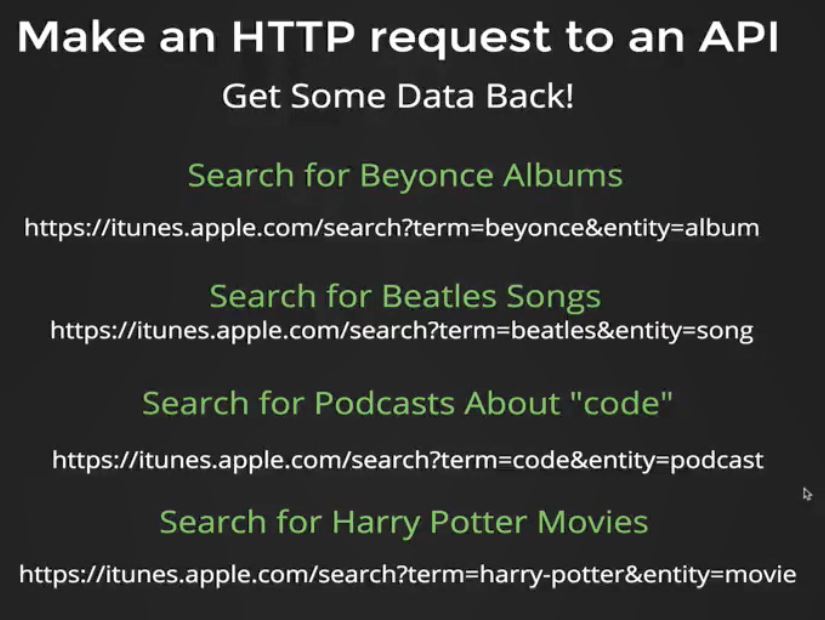 Make an HTTP request to an API
Get Some Data Back!
Search for Beyonce Albums
https://itunes.apple.com/search?term=beyonce&entity=album
Search for Beatles Songs
https://itunes.apple.com/search?term=beatles&entity=song
Search for Podcasts About "code"
https://itunes.apple.com/search?term=code&entity=podcast
Search for Harry Potter Movies
https://itunes.apple.com/search?term=harry-potter&entity=movie